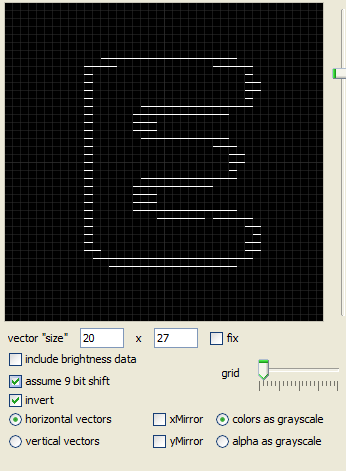 B
vector "size" 20 x 27 fix
include brightness data
grid
assume 9 bit shift
invert
horizontal vectors xMirror colors as grayscale
vertical vectors yMirror alpha as grayscale